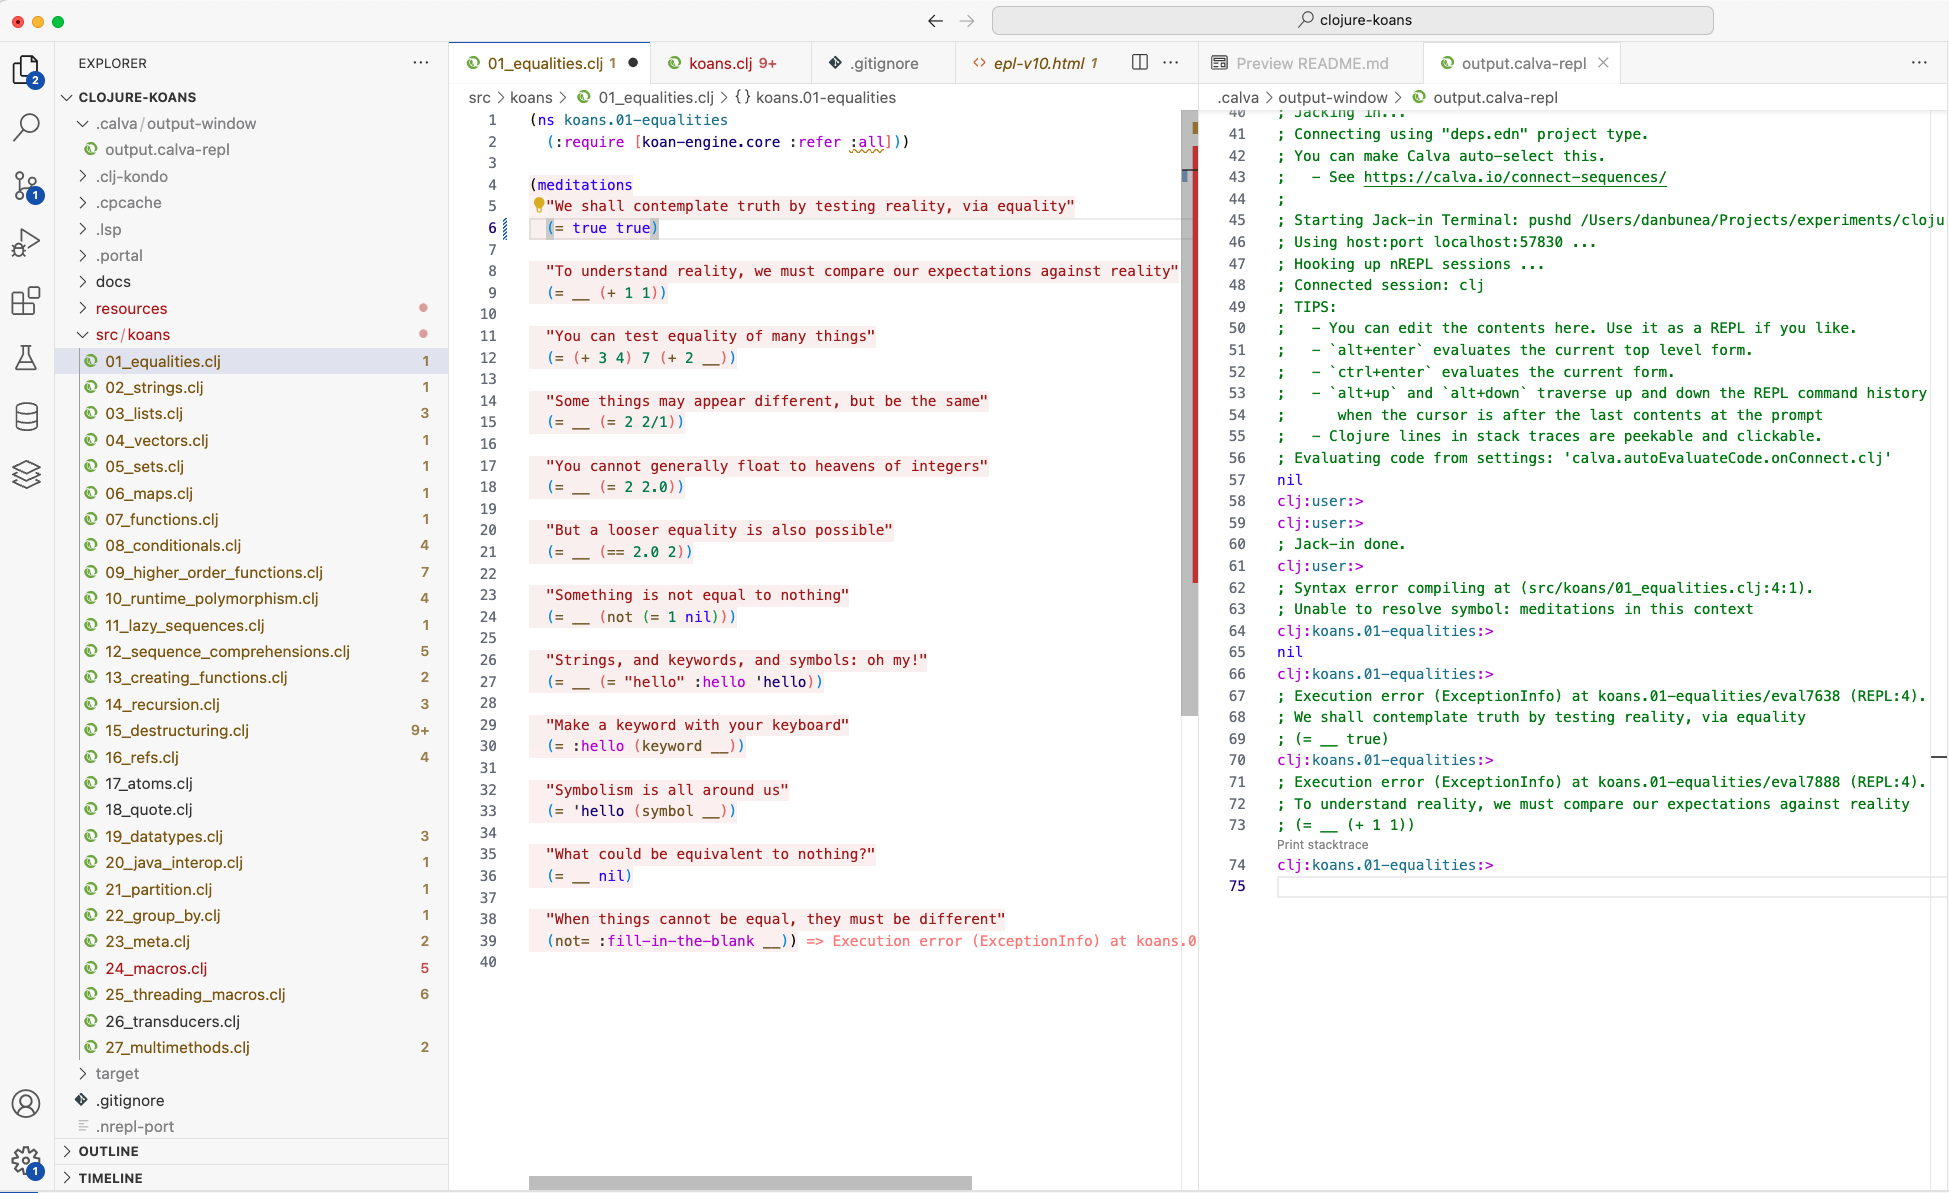 clojure-koans
EXPLORER
CLOJURE-KOANS
.calva/output-window
output.calva-repl
.clj-kondo
.cpcache
.lsp
.portal
docs
resources
src/koans
01_equalities.clj 1
02_strings.clj 1
03_lists.clj 3
04_vectors.clj 1
05_sets.clj 1
06_maps.clj 1
07_functions.clj 1
08_conditionals.clj 4
09_higher_order_functions.clj 7
10_runtime_polymorphism.clj 4
11_lazy_sequences.clj 1
12_sequence_comprehensions.clj 5
13_creating_functions.clj 2
14_recursion.clj 3
15_destructuring.clj 9+
16_refs.clj 4
17_atoms.clj
18_quote.clj
19_datatypes.clj 3
20_java_interop.clj 1
21_partition.clj 1
22_group_by.clj 1
23_meta.clj 2
24_macros.clj 5
25_threading_macros.clj 6
26_transducers.clj
27_multimethods.clj 2
target
.gitignore
.nrepl-port
OUTLINE
TIMELINE
2
1
1
01_equalities.clj 1
koans.clj 9+
.gitignore
epl-v10.html 1
src > koans > 01_equalities.clj > {} koans.01-equalities
1 (ns koans.01-equalities
2 (:require [koan-engine.core :refer :all]))
3
4 (meditations
5 "We shall contemplate truth by testing reality, via equality"
6 (= true true)
7
8 "To understand reality, we must compare our expectations against reality"
9 (= __ (+ 1 1))
10
11 "You can test equality of many things"
12 (= (+ 3 4) 7 (+ 2 __))
13
14 "Some things may appear different, but be the same"
15 (= __ (= 2 2/1))
16
17 "You cannot generally float to heavens of integers"
18 (= __ (= 2 2.0))
19
20 "But a looser equality is also possible"
21 (= __ (== 2.0 2))
22
23 "Something is not equal to nothing"
24 (= __ (not (= 1 nil)))
25
26 "Strings, and keywords, and symbols: oh my!"
27 (= __ (= "hello" :hello 'hello))
28
29 "Make a keyword with your keyboard"
30 (= :hello (keyword __))
31
32 "Symbolism is all around us"
33 (= 'hello (symbol __))
34
35 "What could be equivalent to nothing?"
36 (= __ nil)
37
38 "When things cannot be equal, they must be different"
39 (not= :fill-in-the-blank __)) => Execution error (ExceptionInfo) at koans.0
40
Preview README.md
output.calva-repl
.calva > output-window > output.calva-repl
40 ; Jacking in...
41 ; Connecting using "deps.edn" project type.
42 ; You can make Calva auto-select this.
43 ;   - See https://calva.io/connect-sequences/
44 ;
45 ; Starting Jack-in Terminal: pushd /Users/danbunea/Projects/experiments/cloju
46 ; Using host:port localhost:57830 ...
47 ; Hooking up nREPL sessions ...
48 ; Connected session: clj
49 ; TIPS:
50 ;   - You can edit the contents here. Use it as a REPL if you like.
51 ;   - `alt+enter` evaluates the current top level form.
52 ;   - `ctrl+enter` evaluates the current form.
53 ;   - `alt+up` and `alt+down` traverse up and down the REPL command history
54 ;      when the cursor is after the last contents at the prompt
55 ;   - Clojure lines in stack traces are peekable and clickable.
56 ; Evaluating code from settings: 'calva.autoEvaluateCode.onConnect.clj'
57 nil
58 clj:user:>
59 clj:user:>
60 ; Jack-in done.
61 clj:user:>
62 ; Syntax error compiling at (src/koans/01_equalities.clj:4:1).
63 ; Unable to resolve symbol: meditations in this context
64 clj:koans.01-equalities:>
65 nil
66 clj:koans.01-equalities:>
67 ; Execution error (ExceptionInfo) at koans.01-equalities/eval7638 (REPL:4).
68 ; We shall contemplate truth by testing reality, via equality
69 ; (= __ true)
70 clj:koans.01-equalities:>
71 ; Execution error (ExceptionInfo) at koans.01-equalities/eval7888 (REPL:4).
72 ; To understand reality, we must compare our expectations against reality
73 ; (= __ (+ 1 1))
Print stacktrace
74 clj:koans.01-equalities:>
75